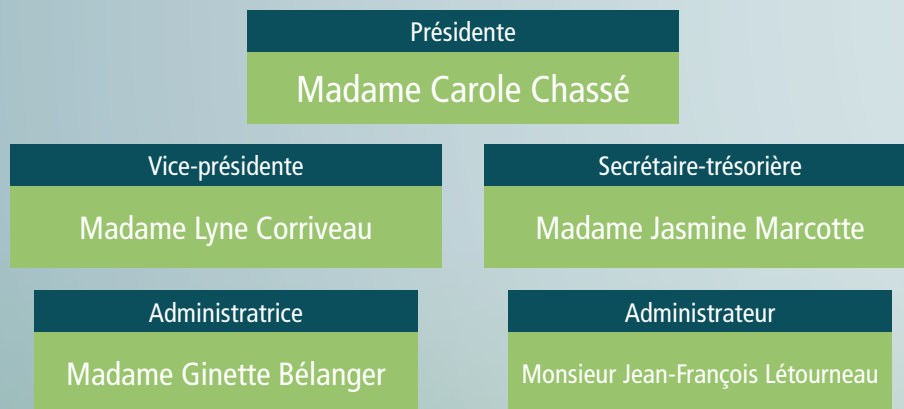 Présidente
Madame Carole Chassé
Vice-présidente
Madame Lyne Corriveau
Secrétaire-trésorière
Madame Jasmine Marcotte
Administratrice
Madame Ginette Bélanger
Administrateur
Monsieur Jean-François Létourneau